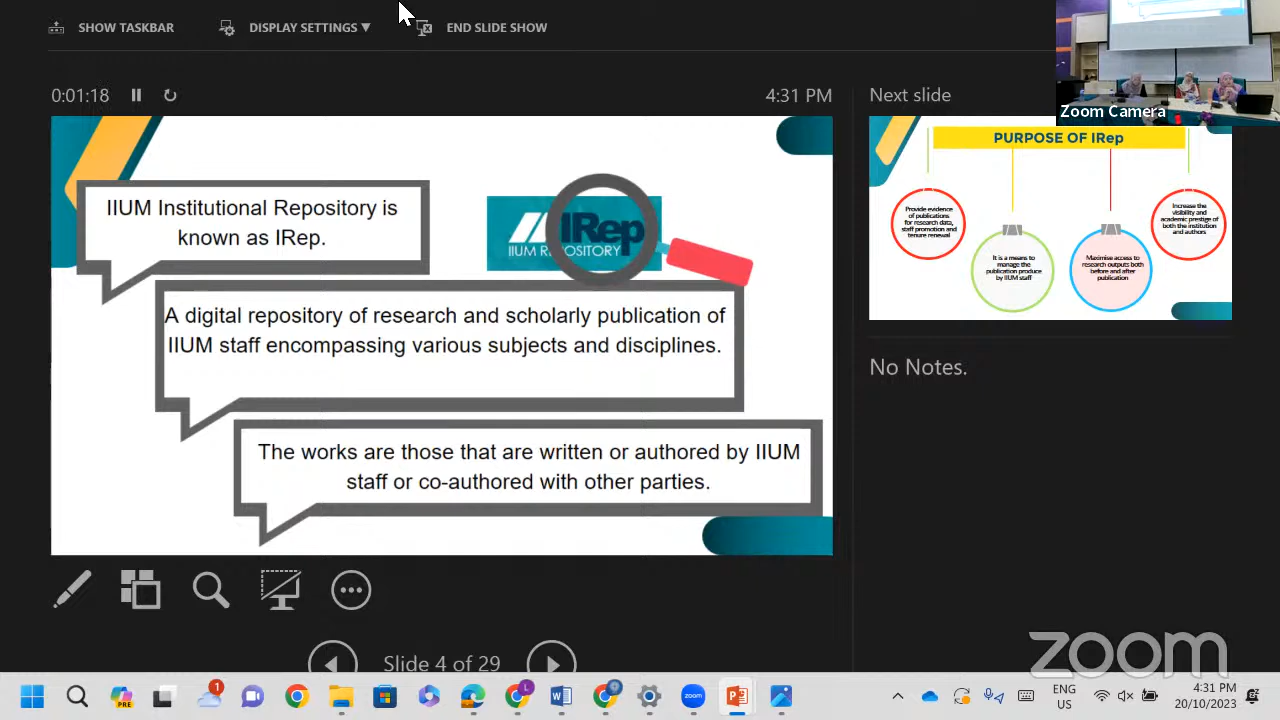 SHOW TASKBAR
DISPLAY SETTINGS ▼
END SLIDE SHOW
0:01:18
4:31 PM
Next slide
Zoom Camera
IIUM Institutional Repository is
known as IRep.
IRep
IIUM REPOSITORY
A digital repository of research and scholarly publication of
IIUM staff encompassing various subjects and disciplines.
The works are those that are written or authored by IIUM
staff or co-authored with other parties.
PURPOSE OF IRep
Provide evidence
of publications
for research data,
staff promotion and
tenure renewal
It is a means to
manage the
publication produce
by IIUM staff
Maximise access to
research outputs both
before and after
publication
Increase the
visibility and
academic prestige of
both the institution
and authors
No Notes.
Slide 4 of 29
zoom
PRE
1
L
zoom
ENG
US
4:31 PM
20/10/2023